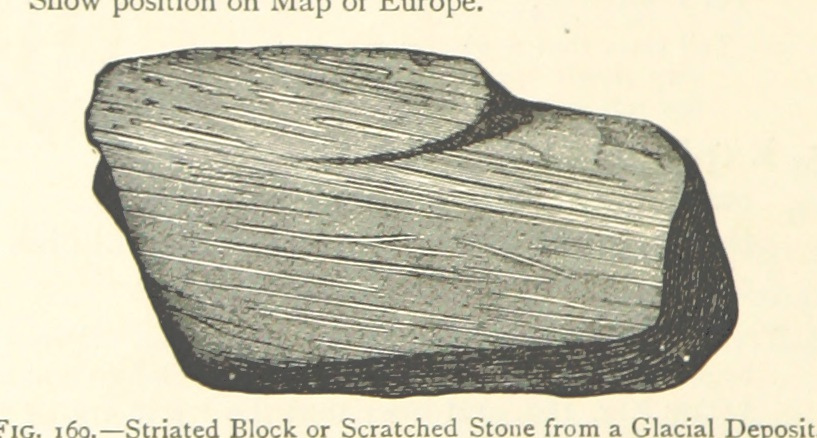 Show position on Map of Europe.
FIG. 160.—Striated Block or Scratched Stone from a Glacial Deposit